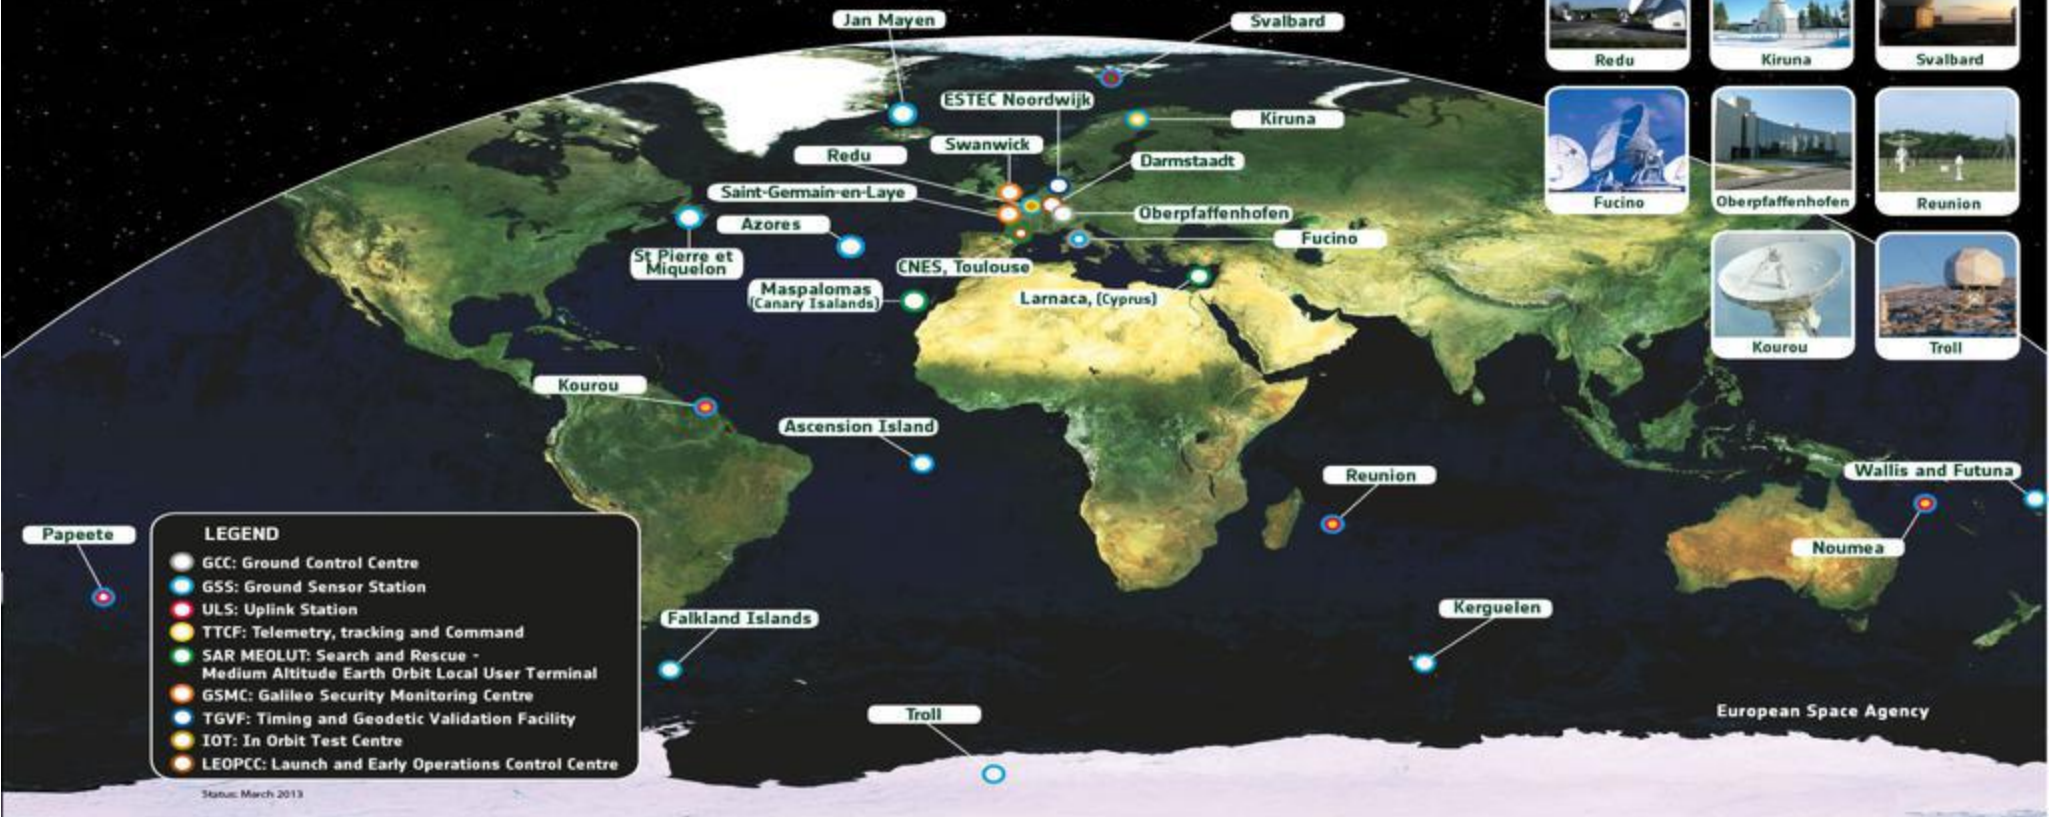 Jan Mayen
Svalbard
Redu
Kiruna
Svalbard
ESTEC Noordwijk
Kiruna
Swanwick
Redu
Darmstaadt
Saint-Germain-en-Laye
Oberpfaffenhofen
Azores
Fucino
St Pierre et
Miquelon
CNES, Toulouse
Maspalomas
(Canary Isalands)
Larnaca, (Cyprus)
Fucino
Oberpfaffenhofen
Reunion
Kourou
Troll
Kourou
Ascension Island
Reunion
Wallis and Futuna
Noumea
Papeete
Kerguelen
Falkland Islands
Troll
LEGEND
GCC: Ground Control Centre
GSS: Ground Sensor Station
ULS: Uplink Station
TTCF: Telemetry, tracking and Command
SAR MEOLUT: Search and Rescue -
Medium Altitude Earth Orbit Local User Terminal
GSMC: Galileo Security Monitoring Centre
TGVF: Timing and Geodetic Validation Facility
IOT: In Orbit Test Centre
LEOPCC: Launch and Early Operations Control Centre
Status: March 2013
European Space Agency